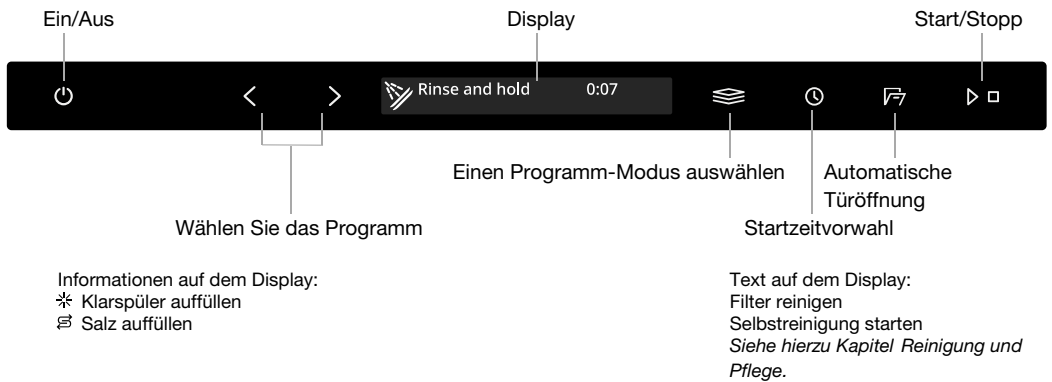 Ein/Aus
Display
Start/Stopp
Rinse and hold 0:07
Einen Programm-Modus auswählen
Automatische
Türöffnung
Wählen Sie das Programm
Startzeitvorwahl
Informationen auf dem Display:
Klarspüler auffüllen
Salz auffüllen
Text auf dem Display:
Filter reinigen
Selbstreinigung starten
Siehe hierzu Kapitel Reinigung und
Pflege.